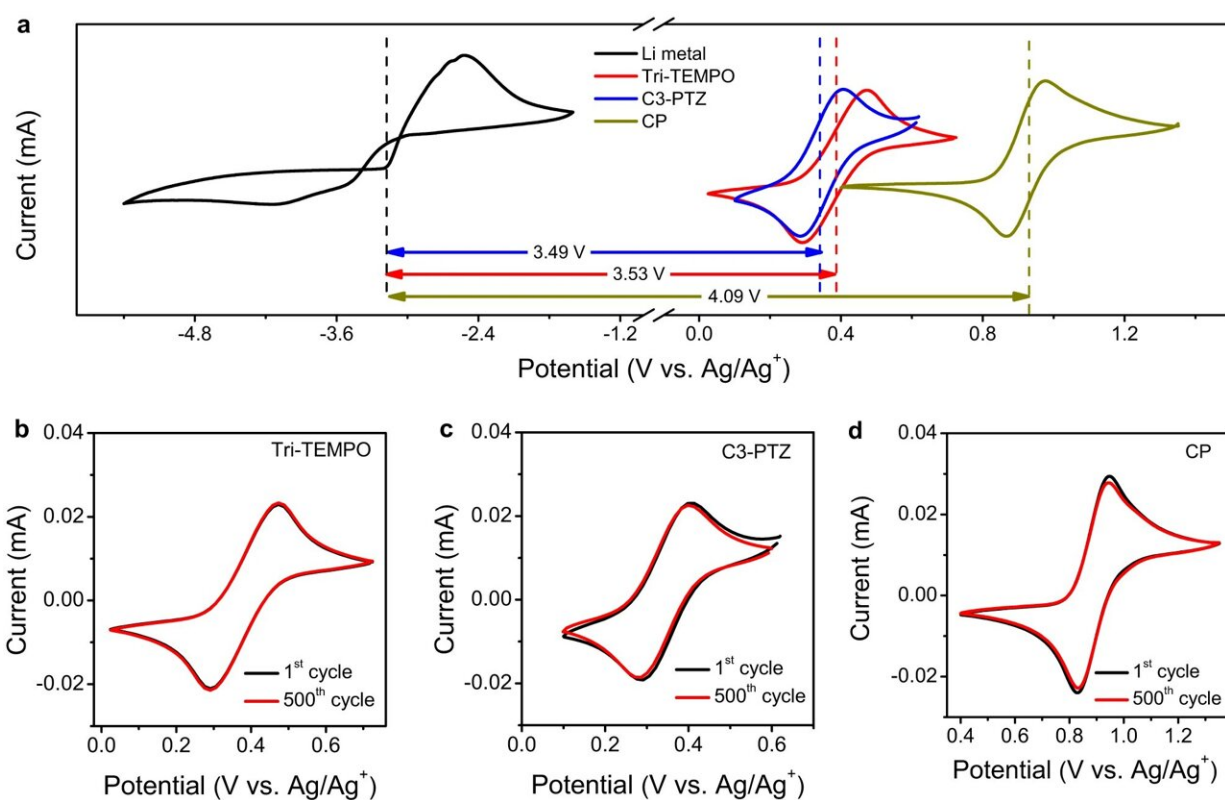 a
Li metal
Tri-TEMPO
C3-PTZ
CP
Current (mA)
3.49 V
3.53 V
4.09 V
-4.8 -3.6 -2.4 -1.2 0.0 0.4 0.8 1.2
Potential (V vs. Ag/Ag⁺)
b
Tri-TEMPO
0.04
0.02
0.00
-0.02
Current (mA)
1ˢᵗ cycle
500ᵗʰ cycle
0.0 0.2 0.4 0.6
Potential (V vs. Ag/Ag⁺)
c
C3-PTZ
0.04
0.02
0.00
-0.02
Current (mA)
1ˢᵗ cycle
500ᵗʰ cycle
0.0 0.2 0.4 0.6
Potential (V vs. Ag/Ag⁺)
d
CP
0.04
0.02
0.00
-0.02
Current (mA)
1ˢᵗ cycle
500ᵗʰ cycle
0.4 0.6 0.8 1.0 1.2
Potential (V vs. Ag/Ag⁺)